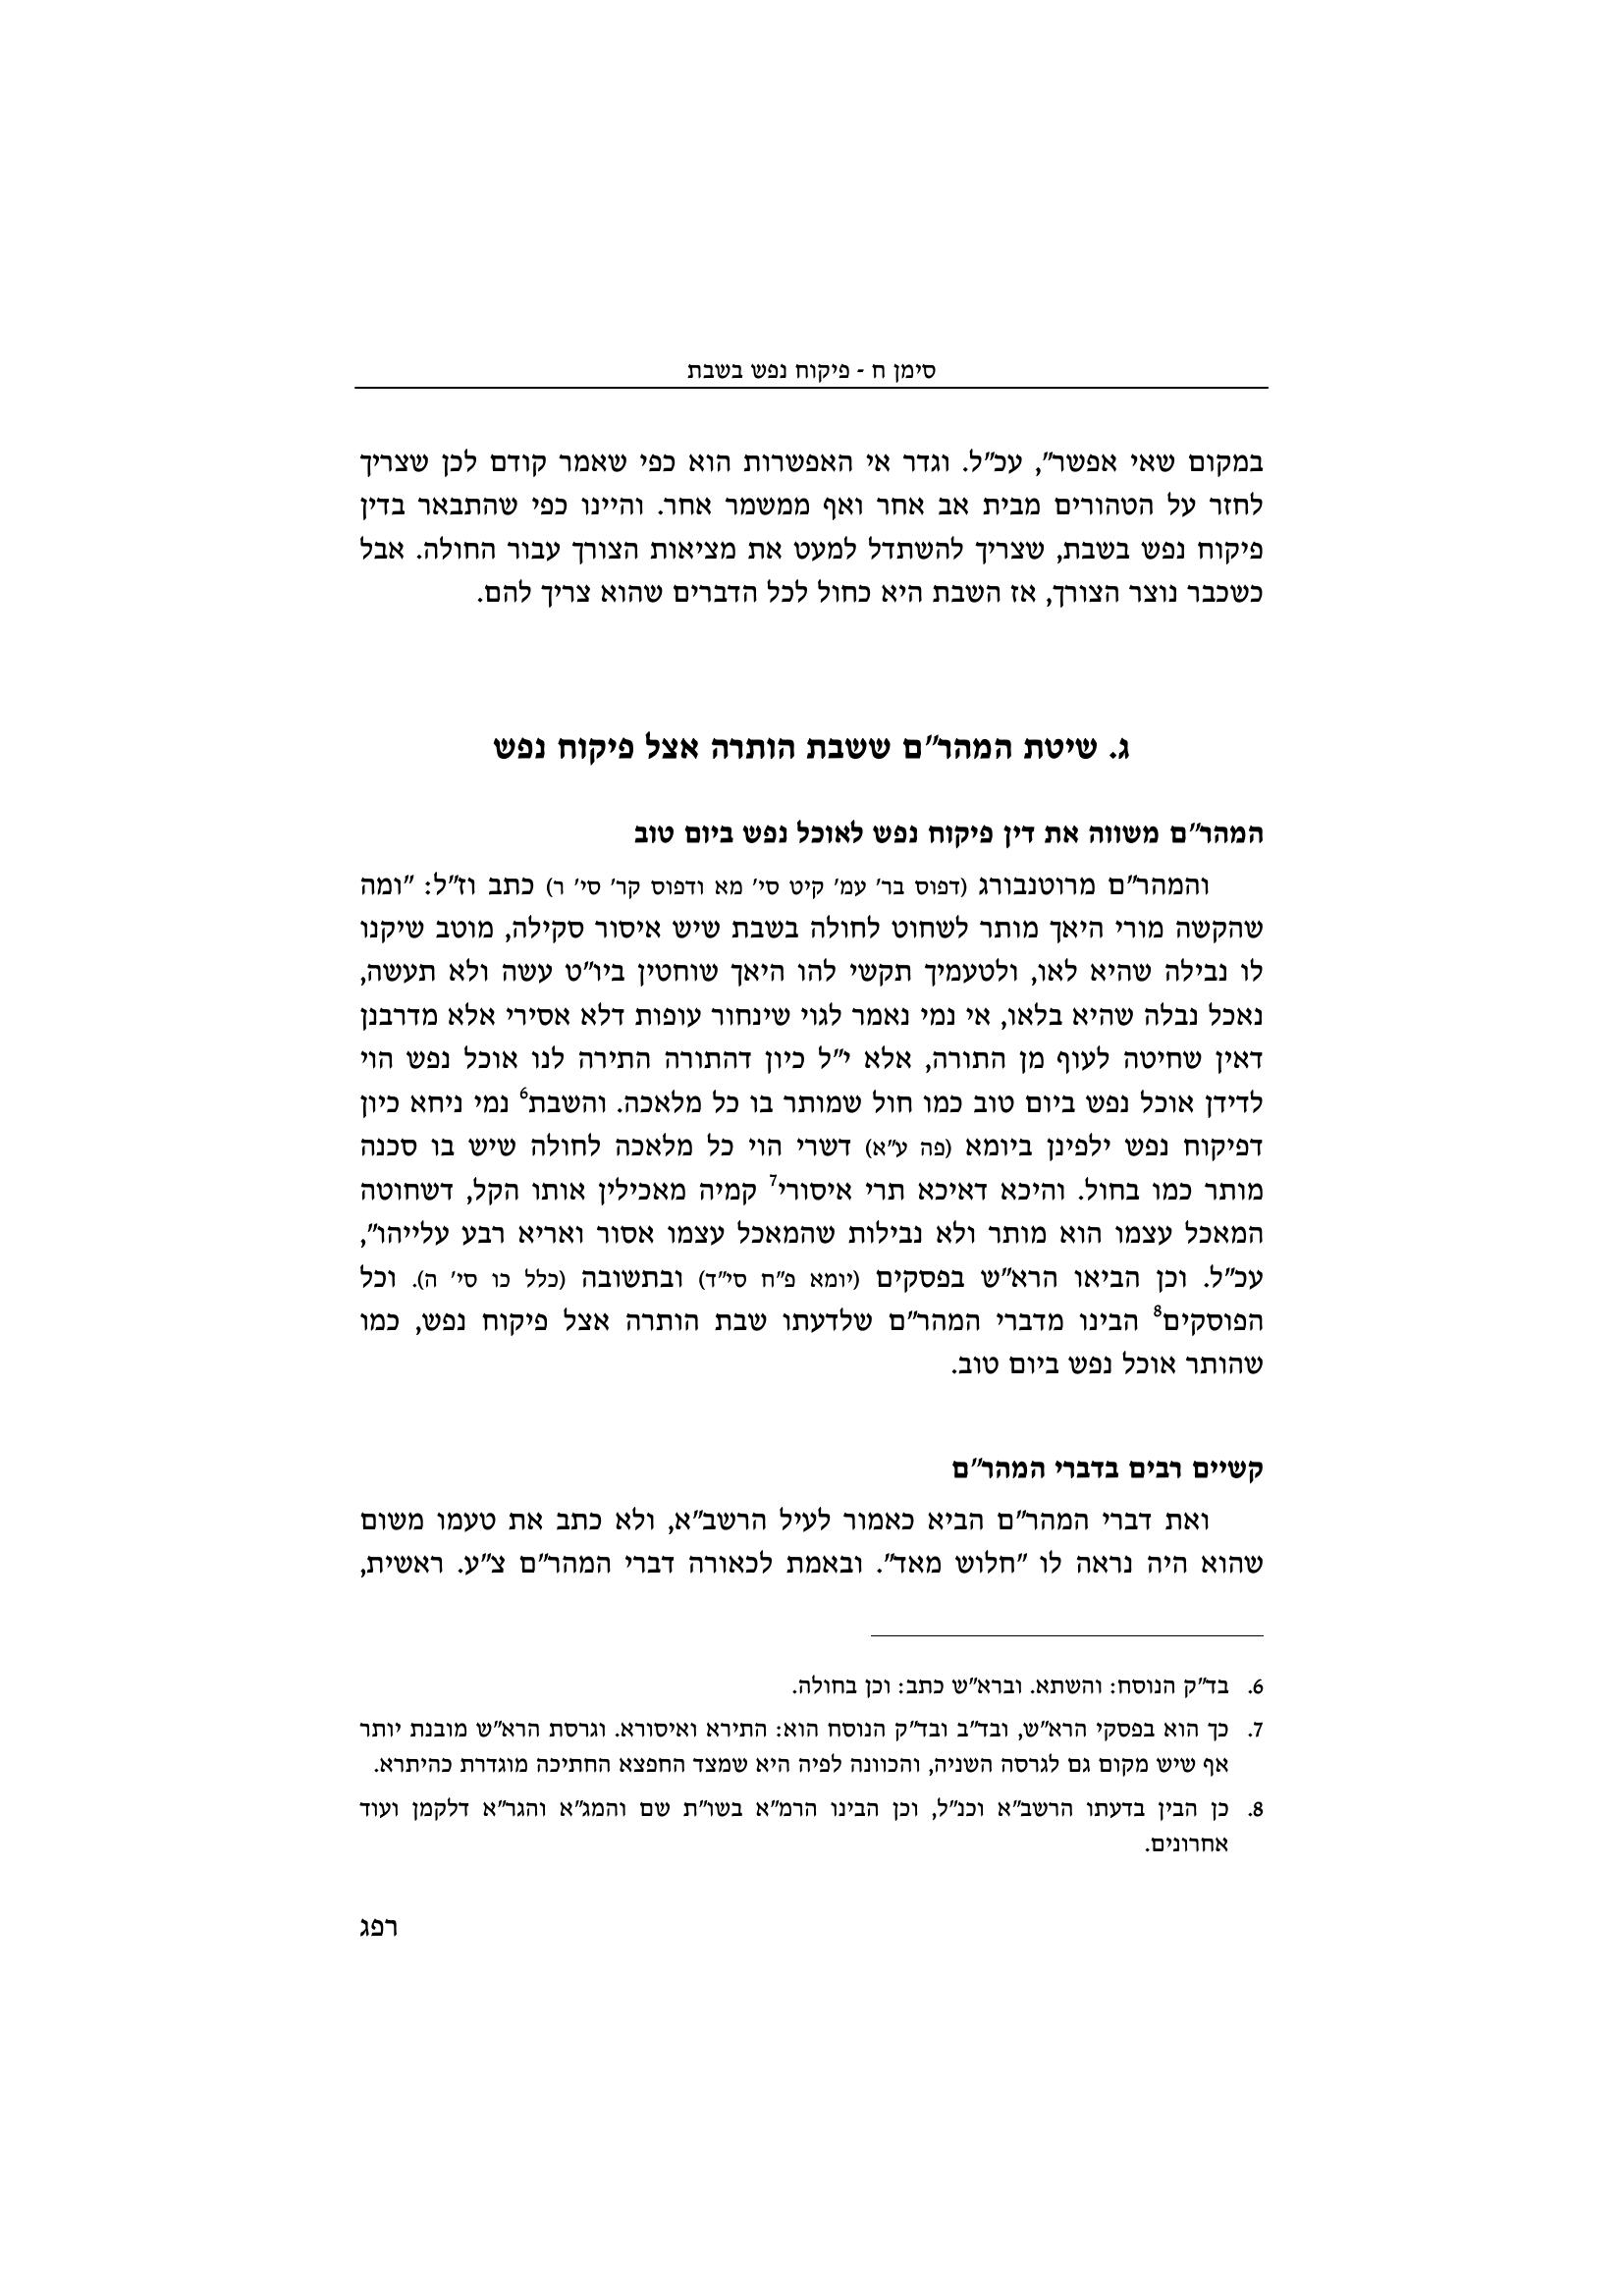 סימן ח - פיקוח נפש בשבת
במקום שאי אפשר", עכ"ל. וגדר אי האפשרות הוא כפי שאמר קודם לכן שצריך
לחזר על הטהורים מבית אב אחר ואף ממשמר אחר. והיינו כפי שהתבאר בדין
פיקוח נפש בשבת, שצריך להשתדל למעט את מציאות הצורך עבור החולה. אבל
כשכבר נוצר הצורך, אז השבת היא כחול לכל הדברים שהוא צריך להם.
ג. שיטת המהר"ם ששבת הותרה אצל פיקוח נפש
המהר"ם משווה את דין פיקוח נפש לאוכל נפש ביום טוב
והמהר"ם מרוטנבורג (דפוס בר' עמ' קיט סי' מא ודפוס קר' סי' ר) כתב וז"ל: "ומה
שהקשה מורי היאך מותר לשחוט לחולה בשבת שיש איסור סקילה, מוטב שיקנו
לו נבילה שהיא לאו, ולטעמיך תקשי להו היאך שוחטין ביו"ט עשה ולא תעשה,
נאכל נבלה שהיא בלאו, אי נמי נאמר לגוי שינחור עופות דלא אסירי אלא מדרבנן
דאין שחיטה לעוף מן התורה, אלא י"ל כיון דהתורה התירה לנו אוכל נפש הוי
לדידן אוכל נפש ביום טוב כמו חול שמותר בו כל מלאכה. והשבת6 נמי ניחא כיון
דפיקוח נפש ילפינן ביומא (פה ע"א) דשרי הוי כל מלאכה לחולה שיש בו סכנה
מותר כמו בחול. והיכא דאיכא תרי איסורי7 קמיה מאכילין אותו הקל, דשחוטה
המאכל עצמו הוא מותר ולא נבילות שהמאכל עצמו אסור ואריא רבע עלייהו",
עכ"ל. וכן הביאו הרא"ש בפסקים (יומא פ"ח סי"ד) ובתשובה (כלל כו סי' ה). וכל
הפוסקים8 הבינו מדברי המהר"ם שלדעתו שבת הותרה אצל פיקוח נפש, כמו
שהותר אוכל נפש ביום טוב.
קשיים רבים בדברי המהר"ם
ואת דברי המהר"ם הביא כאמור לעיל הרשב"א, ולא כתב את טעמו משום
שהוא היה נראה לו "חלוש מאד". ובאמת לכאורה דברי המהר"ם צ"ע. ראשית,
6. בד"ק הנוסח: והשתא. וברא"ש כתב: וכן בחולה.
7. כך הוא בפסקי הרא"ש, ובד"ב ובד"ק הנוסח הוא: התירא ואיסורא. וגרסת הרא"ש מובנת יותר
אף שיש מקום גם לגרסה השניה, והכוונה לפיה היא שמצד החפצא החתיכה מוגדרת כהיתרא.
8. כן הבין בדעתו הרשב"א וכנ"ל, וכן הבינו הרמ"א בשו"ת שם והמג"א והגר"א דלקמן ועוד
אחרונים.
רפג